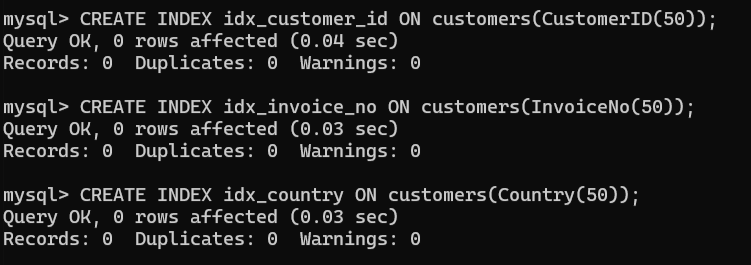 mysql> CREATE INDEX idx_customer_id ON customers(CustomerID(50));
Query OK, 0 rows affected (0.04 sec)
Records: 0  Duplicates: 0  Warnings: 0

mysql> CREATE INDEX idx_invoice_no ON customers(InvoiceNo(50));
Query OK, 0 rows affected (0.03 sec)
Records: 0  Duplicates: 0  Warnings: 0

mysql> CREATE INDEX idx_country ON customers(Country(50));
Query OK, 0 rows affected (0.03 sec)
Records: 0  Duplicates: 0  Warnings: 0